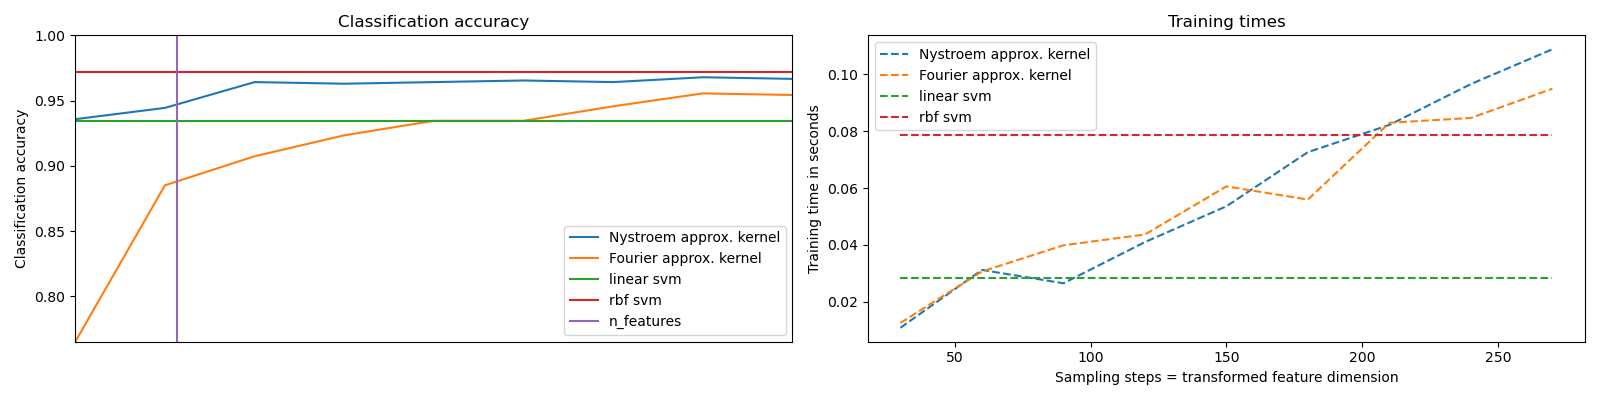 Classification accuracy
Classification accuracy
1.00
0.95
0.90
0.85
0.80
Nystroem approx. kernel
Fourier approx. kernel
linear svm
rbf svm
n_features
Training times
Training time in seconds
0.10
0.08
0.06
0.04
0.02
Nystroem approx. kernel
Fourier approx. kernel
linear svm
rbf svm
50
100
150
200
250
Sampling steps = transformed feature dimension